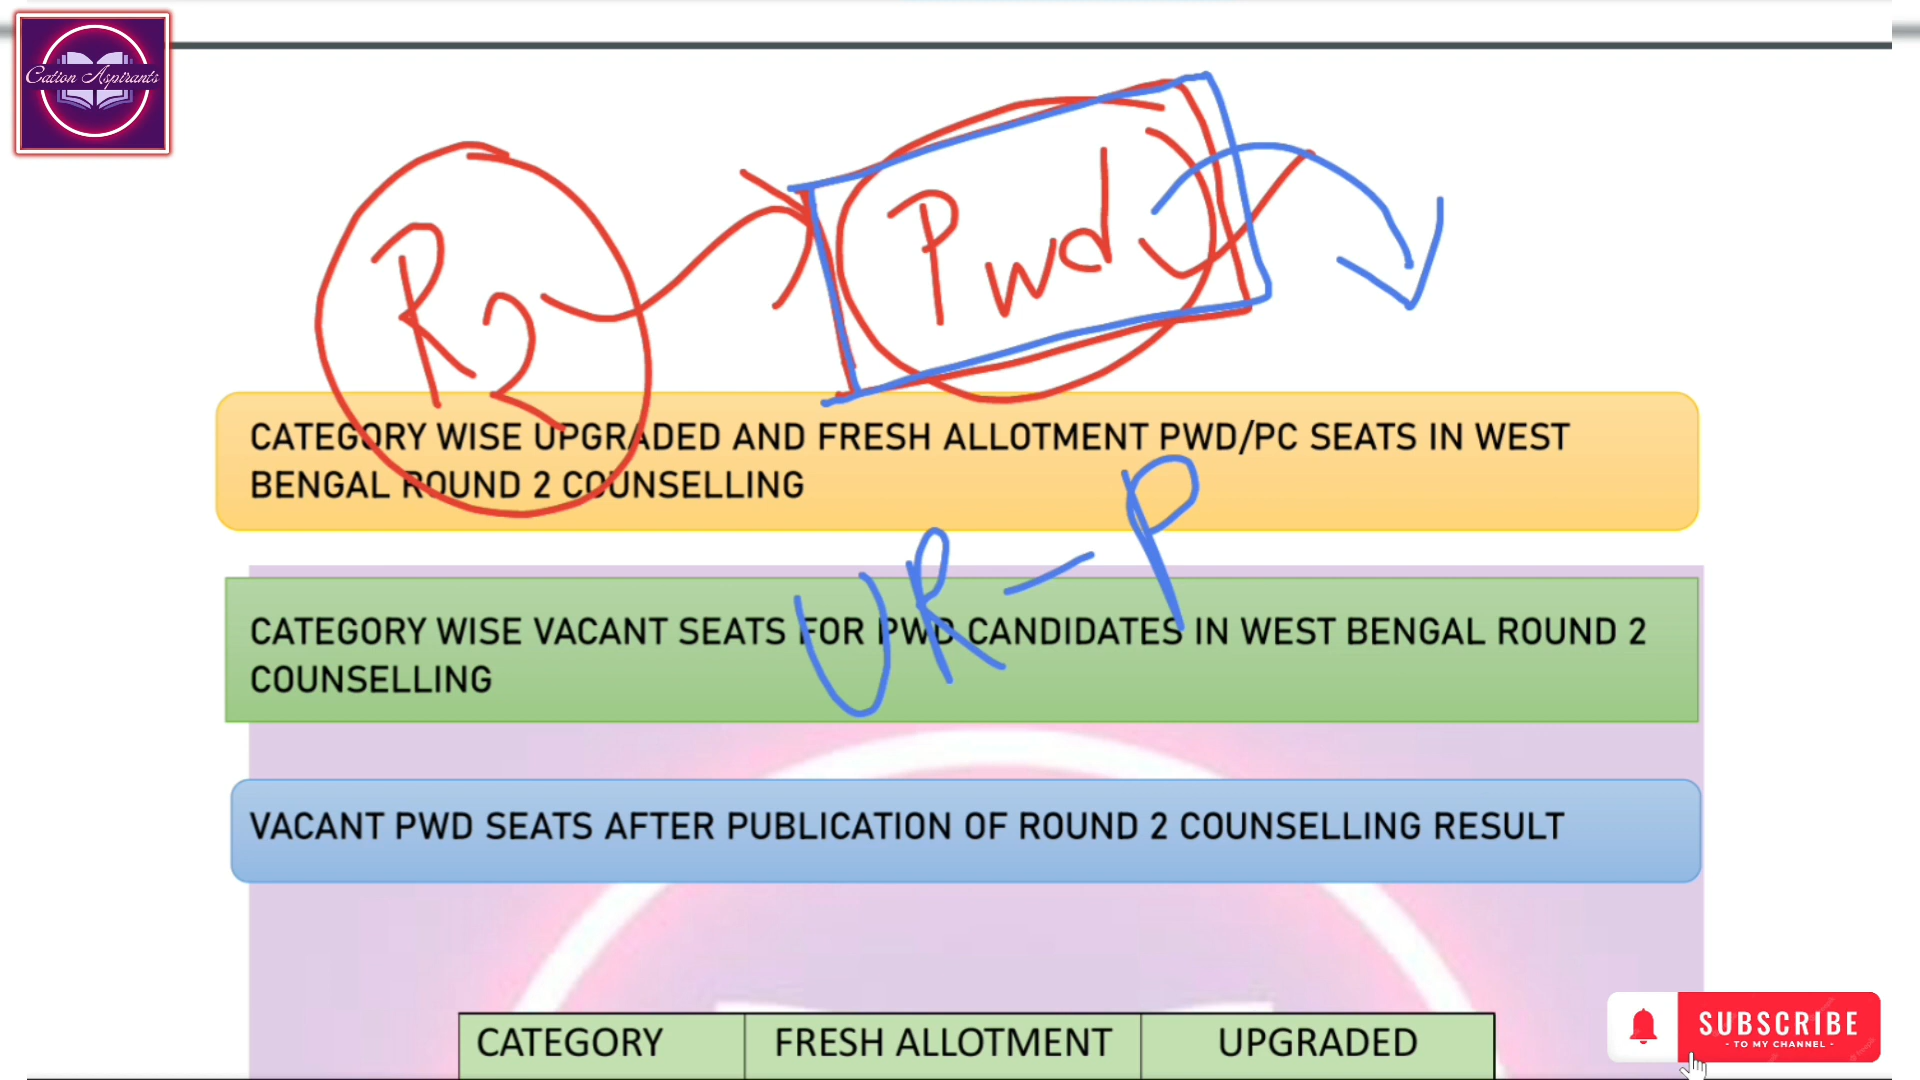 Cation Aspirants
R2
Pwd
CATEGORY WISE UPGRADED AND FRESH ALLOTMENT PWD/PC SEATS IN WEST
BENGAL ROUND 2 COUNSELLING
UR-P
CATEGORY WISE VACANT SEATS FOR PWD CANDIDATES IN WEST BENGAL ROUND 2
COUNSELLING
VACANT PWD SEATS AFTER PUBLICATION OF ROUND 2 COUNSELLING RESULT
CATEGORY FRESH ALLOTMENT UPGRADED
SUBSCRIBE
- TO MY CHANNEL -